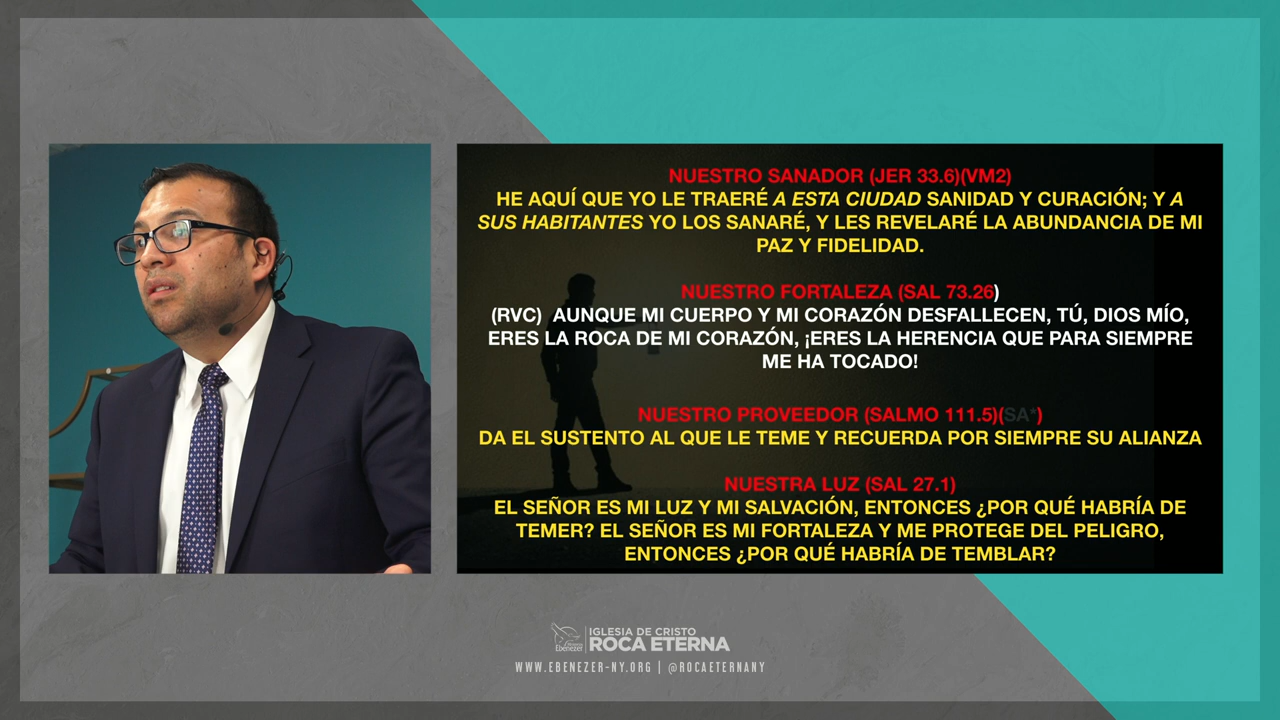 NUESTRO SANADOR (JER 33.6)(VM2)
HE AQUÍ QUE YO LE TRAERÉ A ESTA CIUDAD SANIDAD Y CURACIÓN; Y A
SUS HABITANTES YO LOS SANARÉ, Y LES REVELARÉ LA ABUNDANCIA DE MI
PAZ Y FIDELIDAD.
NUESTRO FORTALEZA (SAL 73.26)
(RVC) AUNQUE MI CUERPO Y MI CORAZÓN DESFALLECEN, TÚ, DIOS MÍO,
ERES LA ROCA DE MI CORAZÓN, ¡ERES LA HERENCIA QUE PARA SIEMPRE
ME HA TOCADO!
NUESTRO PROVEEDOR (SALMO 111.5)(SA*)
DA EL SUSTENTO AL QUE LE TEME Y RECUERDA POR SIEMPRE SU ALIANZA
NUESTRA LUZ (SAL 27.1)
EL SEÑOR ES MI LUZ Y MI SALVACIÓN, ENTONCES ¿POR QUÉ HABRÍA DE
TEMER? EL SEÑOR ES MI FORTALEZA Y ME PROTEGE DEL PELIGRO,
ENTONCES ¿POR QUÉ HABRÍA DE TEMBLAR?
IGLESIA DE CRISTO
ROCA ETERNA
Ebenezer
WWW.EBENEZER-NY.ORG | @ROCAETERNANY